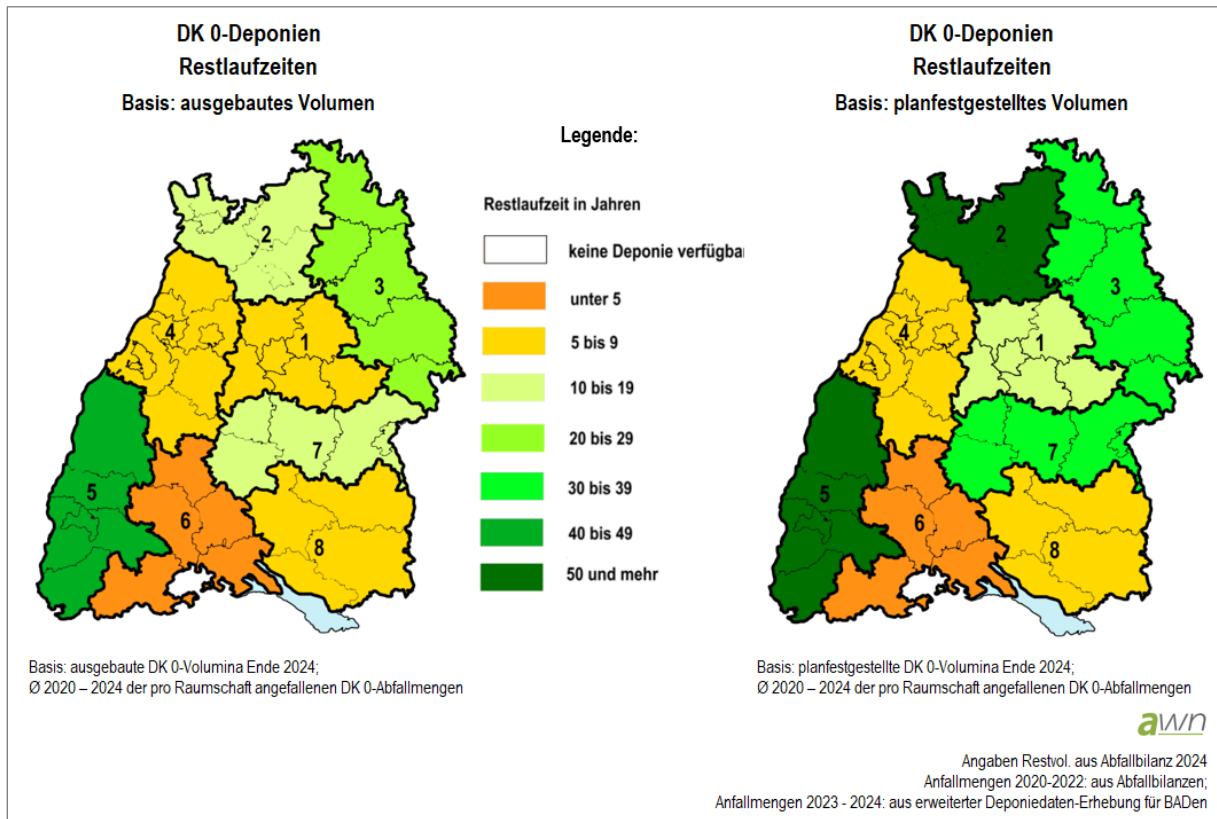 DK 0-Deponien
Restlaufzeiten
Basis: ausgebautes Volumen
DK 0-Deponien
Restlaufzeiten
Basis: planfestgestelltes Volumen
Legende:
Restlaufzeit in Jahren
keine Deponie verfügbar
unter 5
5 bis 9
10 bis 19
20 bis 29
30 bis 39
40 bis 49
50 und mehr
2
3
4
1
7
5
6
8
2
3
4
1
7
5
6
8
Basis: ausgebaute DK 0-Volumina Ende 2024;
Ø 2020 – 2024 der pro Raumschaft angefallenen DK 0-Abfallmengen
Basis: planfestgestellte DK 0-Volumina Ende 2024;
Ø 2020 – 2024 der pro Raumschaft angefallenen DK 0-Abfallmengen
awn
Angaben Restvol. aus Abfallbilanz 2024
Anfallmengen 2020-2022: aus Abfallbilanzen;
Anfallmengen 2023 - 2024: aus erweiterter Deponiedaten-Erhebung für BADen